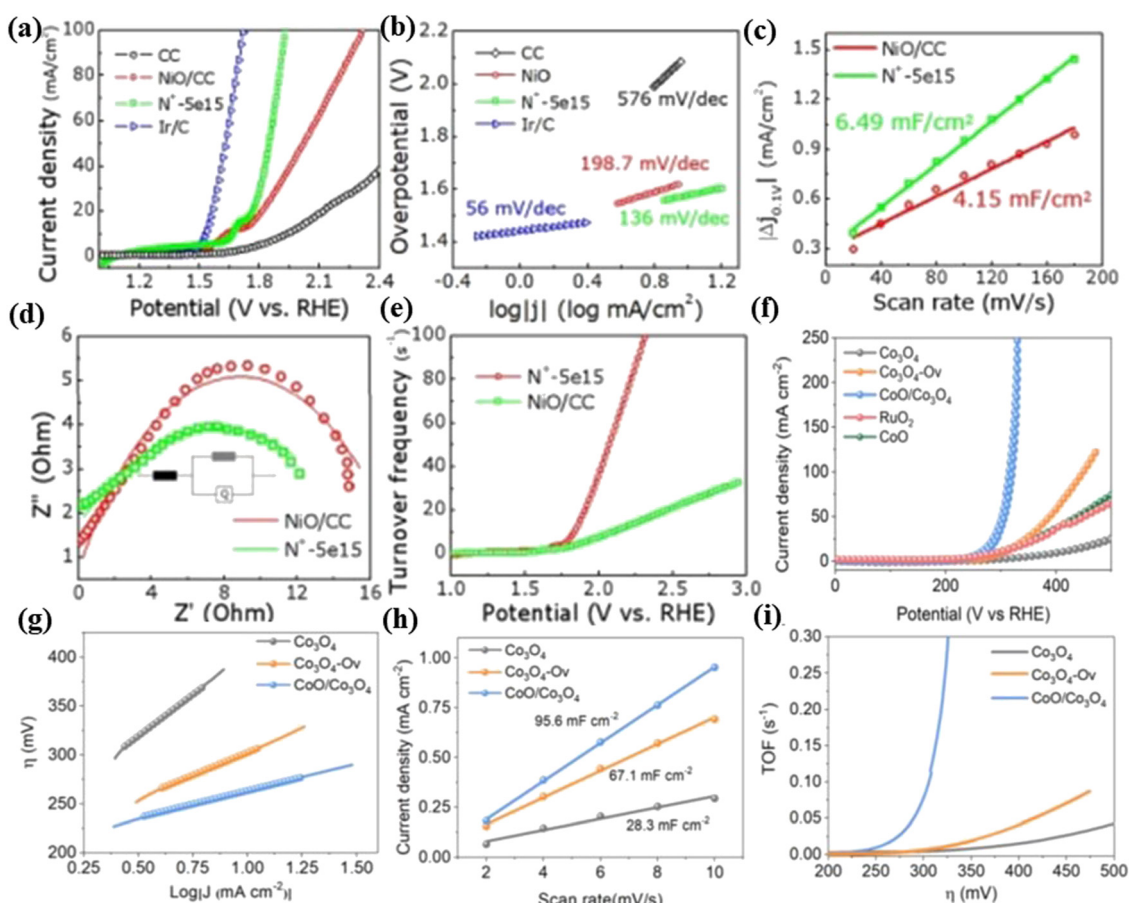 (a)
100
80
60
40
20
0
Current density (mA/cm²)
CC
NiO/CC
N⁺-5e15
Ir/C
1.2 1.5 1.8 2.1 2.4
Potential (V vs. RHE)
(b)
2.2
2.0
1.8
1.6
1.4
Overpotential (V)
CC
NiO
N⁺-5e15
Ir/C
576 mV/dec
198.7 mV/dec
56 mV/dec
136 mV/dec
-0.4 0.0 0.4 0.8 1.2
log|j| (log mA/cm²)
(c)
1.5
1.2
0.9
0.6
0.3
|Δj0.1V| (mA/cm²)
NiO/CC
N⁺-5e15
6.49 mF/cm²
4.15 mF/cm²
0 40 80 120 160 200
Scan rate (mV/s)
(d)
6
5
4
3
2
1
Z'' (Ohm)
Q
NiO/CC
N⁺-5e15
0 4 8 12 16
Z' (Ohm)
(e)
100
80
60
40
20
0
Turnover frequency (s⁻¹)
N⁺-5e15
NiO/CC
1.0 1.5 2.0 2.5 3.0
Potential (V vs. RHE)
(f)
250
200
150
100
50
0
Current density (mA cm⁻²)
Co₃O₄
Co₃O₄-Ov
CoO/Co₃O₄
RuO₂
CoO
0 200 400
Potential (V vs RHE)
(g)
400
350
300
250
200
η (mV)
Co₃O₄
Co₃O₄-Ov
CoO/Co₃O₄
0.25 0.50 0.75 1.00 1.25 1.50
Log|J (mA cm⁻²)|
(h)
1.00
0.75
0.50
0.25
0.00
Current density (mA cm⁻²)
Co₃O₄
Co₃O₄-Ov
CoO/Co₃O₄
95.6 mF cm⁻²
67.1 mF cm⁻²
28.3 mF cm⁻²
2 4 6 8 10
Scan rate(mV/s)
(i)
0.30
0.25
0.20
0.15
0.10
0.05
0.00
TOF (s⁻¹)
Co₃O₄
Co₃O₄-Ov
CoO/Co₃O₄
200 250 300 350 400 450 500
η (mV)